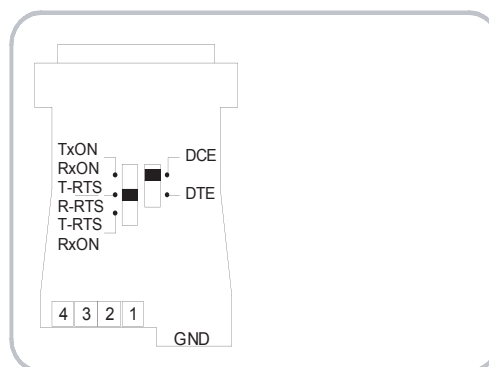 TxON
RxON
T-RTS
R-RTS
T-RTS
RxON
DCE
DTE
4 3 2 1
GND